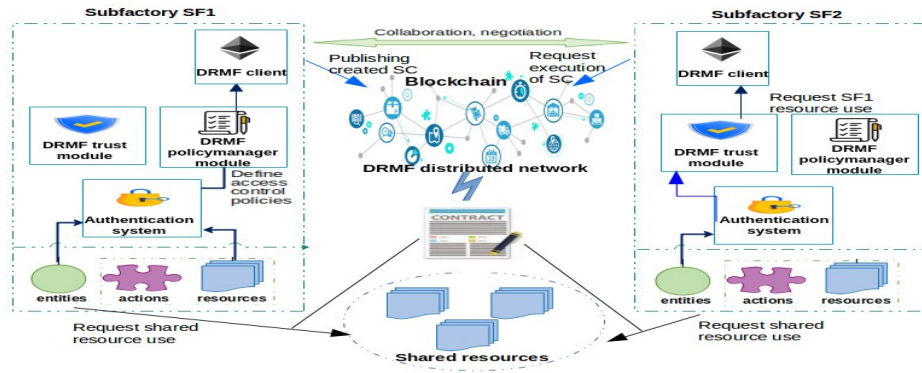 Subfactory SF1
Subfactory SF2
Collaboration, negotiation
DRMF client
Publishing
created SC
Blockchain
Request
execution
of SC
DRMF client
Request SF1
resource use
DRMF trust
module
DRMF
policymanager
module
DRMF distributed network
DRMF trust
module
DRMF
policymanager
module
Define
access
control
policies
Authentication
system
CONTRACT
Authentication
system
entities
actions
resources
entities
actions
resources
Request shared
resource use
Shared resources
Request shared
resource use